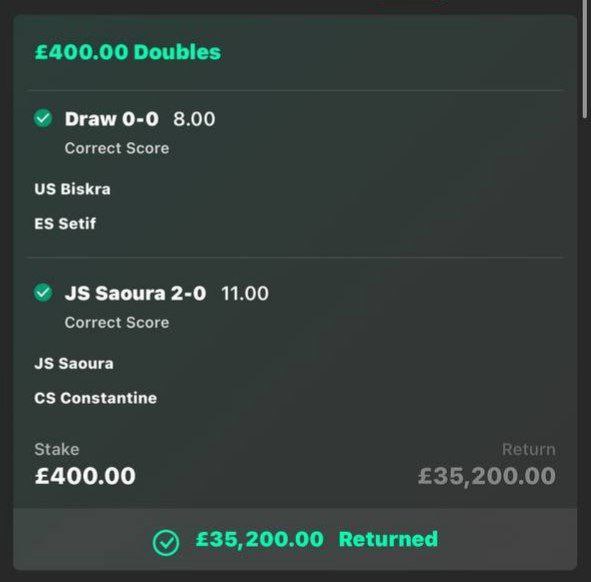 £400.00 Doubles
Draw 0-0 8.00
Correct Score
US Biskra
ES Setif
JS Saoura 2-0 11.00
Correct Score
JS Saoura
CS Constantine
Stake Return
£400.00 £35,200.00
£35,200.00 Returned